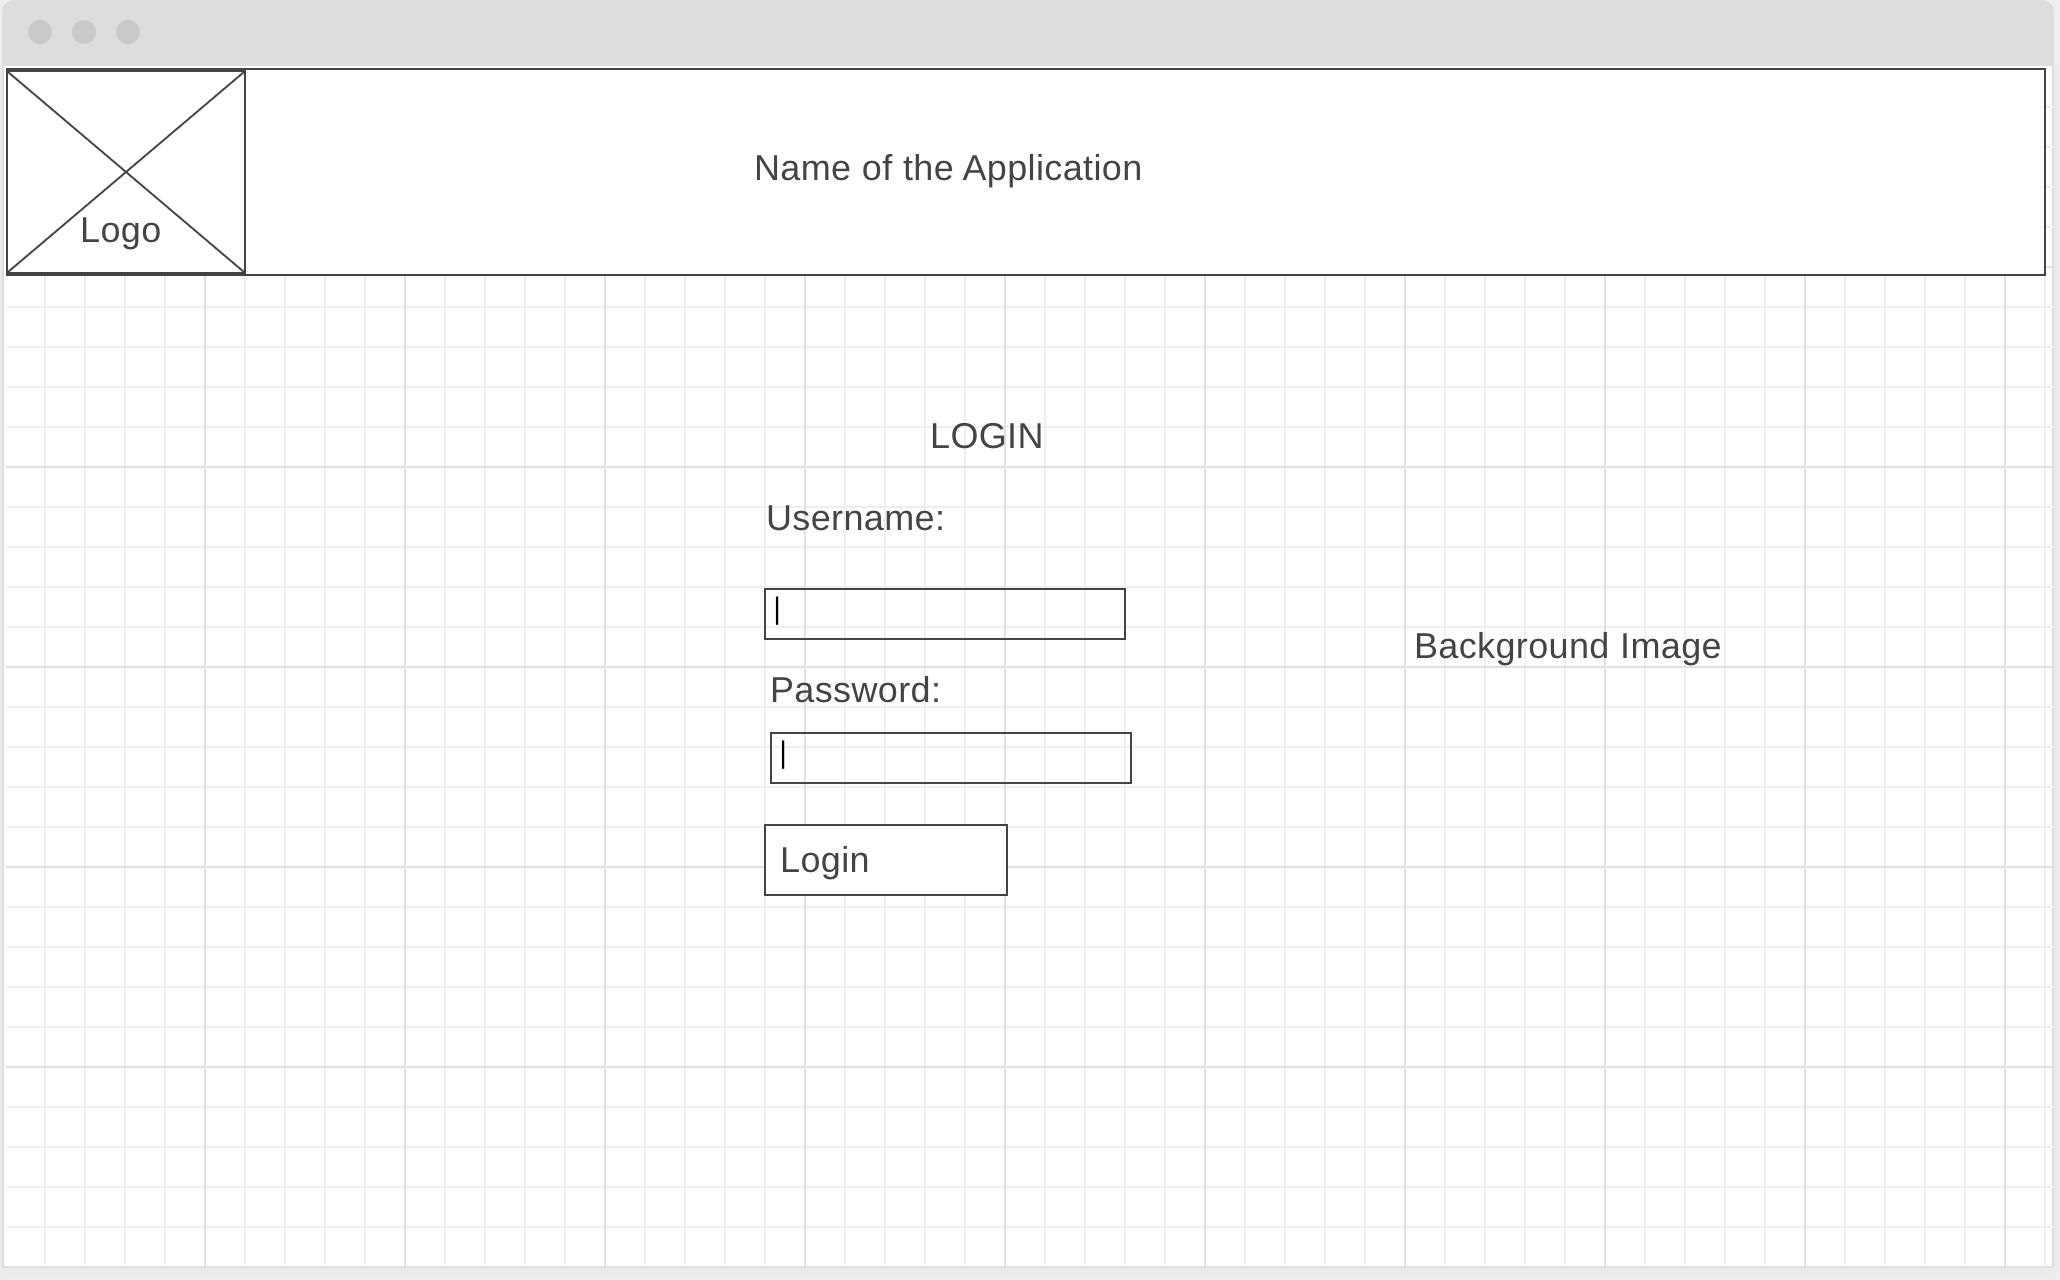 Name of the Application
Logo
LOGIN
Username:
Background Image
Password:
Login